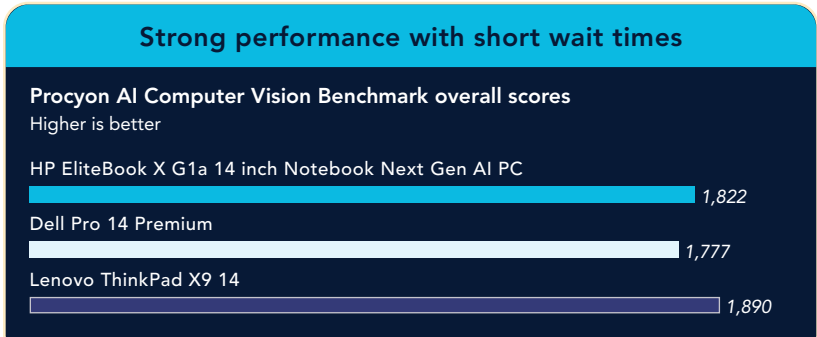 Strong performance with short wait times
Procyon AI Computer Vision Benchmark overall scores
Higher is better
HP EliteBook X G1a 14 inch Notebook Next Gen AI PC
1,822
Dell Pro 14 Premium
1,777
Lenovo ThinkPad X9 14
1,890